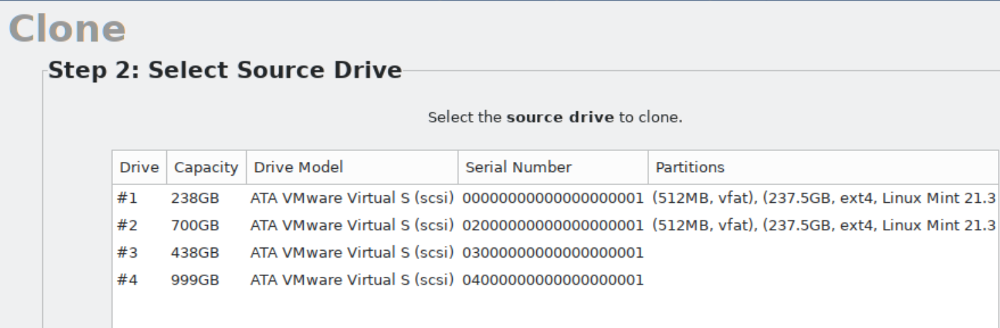 Clone
Step 2: Select Source Drive
Select the source drive to clone.
Drive Capacity Drive Model Serial Number Partitions
#1 238GB ATA VMware Virtual S (scsi) 00000000000000000001 (512MB, vfat), (237.5GB, ext4, Linux Mint 21.3
#2 700GB ATA VMware Virtual S (scsi) 02000000000000000001 (512MB, vfat), (237.5GB, ext4, Linux Mint 21.3
#3 438GB ATA VMware Virtual S (scsi) 03000000000000000001
#4 999GB ATA VMware Virtual S (scsi) 04000000000000000001